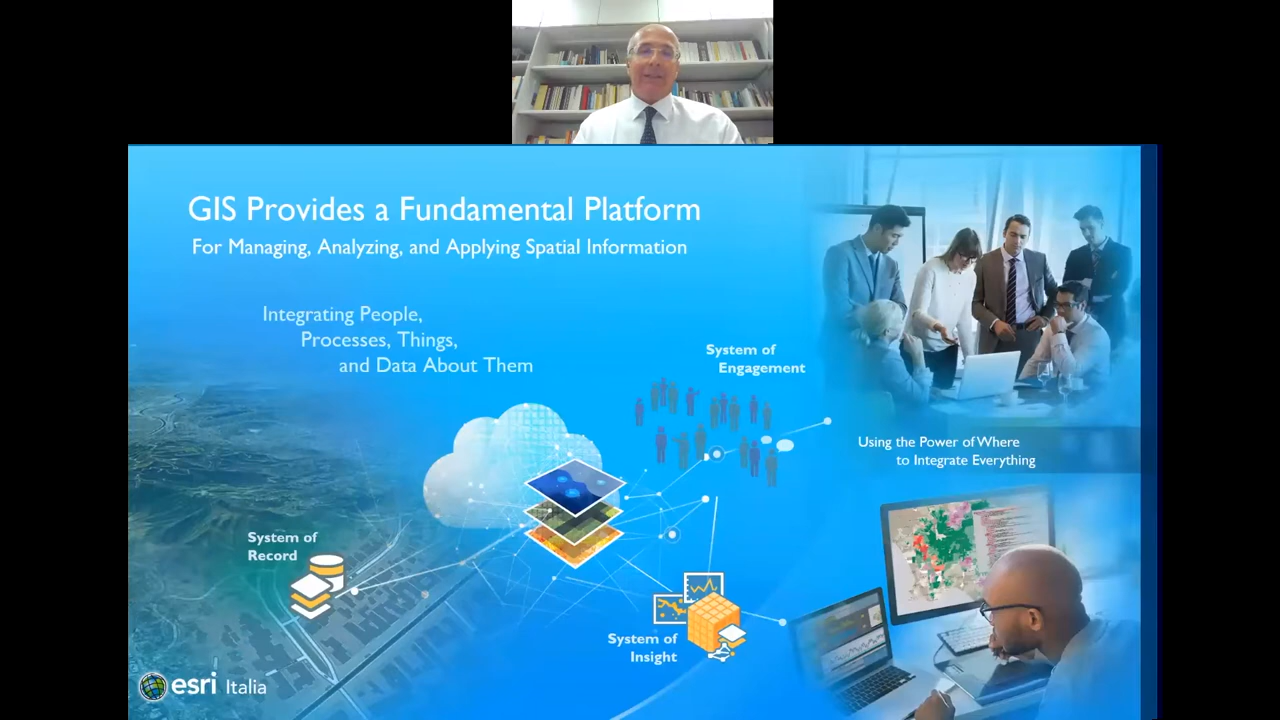 GIS Provides a Fundamental Platform
For Managing, Analyzing, and Applying Spatial Information
Integrating People,
Processes, Things,
and Data About Them
System of
Engagement
Using the Power of Where
to Integrate Everything
System of
Record
System of
Insight
esri Italia